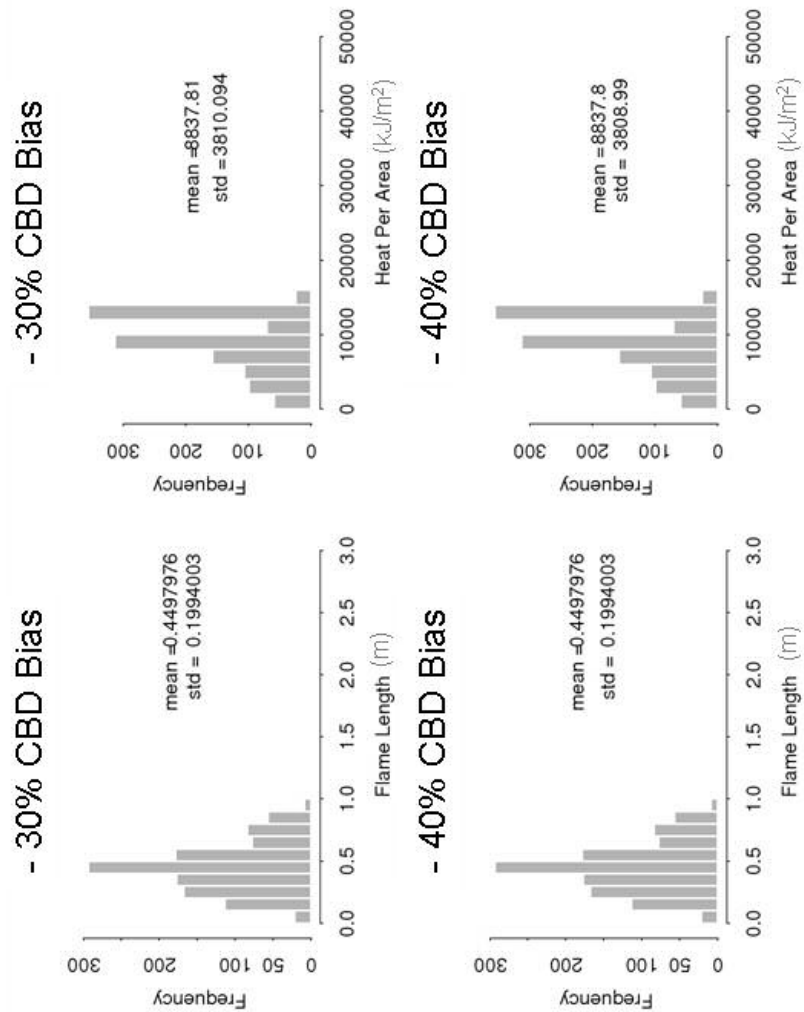 - 30% CBD Bias
Frequency
0 50 100 200 300
mean =0.4497976
std = 0.1994003
0.0 0.5 1.0 1.5 2.0 2.5 3.0
Flame Length (m)
- 30% CBD Bias
Frequency
0 100 200 300
mean =8837.81
std =3810.094
0 10000 20000 30000 40000 50000
Heat Per Area (kJ/m²)
- 40% CBD Bias
Frequency
0 50 100 200 300
mean =0.4497976
std = 0.1994003
0.0 0.5 1.0 1.5 2.0 2.5 3.0
Flame Length (m)
- 40% CBD Bias
Frequency
0 100 200 300
mean =8837.8
std = 3808.99
0 10000 20000 30000 40000 50000
Heat Per Area (kJ/m²)